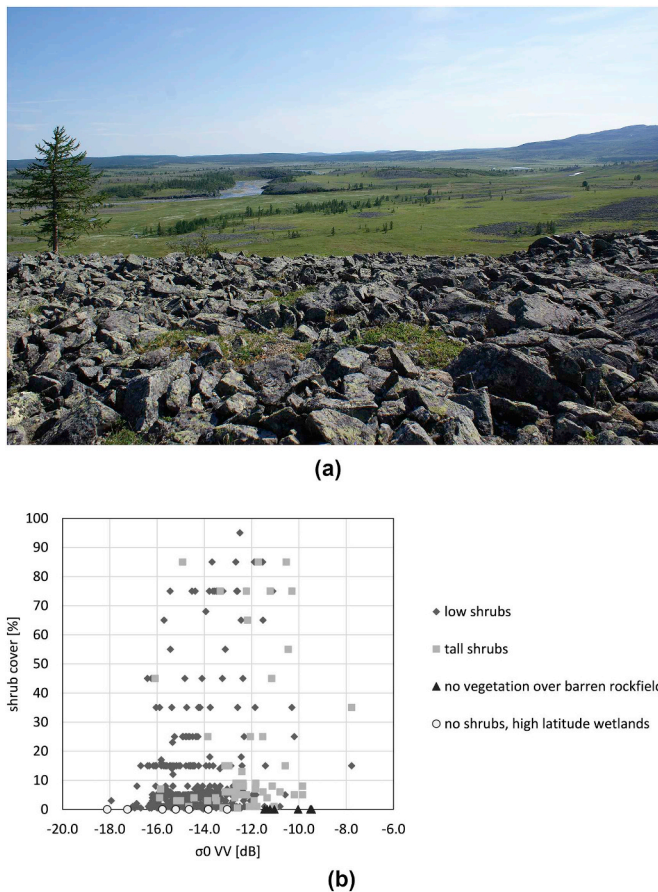 (a)
100
90
80
70
60
50
40
30
20
10
0
shrub cover [%]
-20.0 -18.0 -16.0 -14.0 -12.0 -10.0 -8.0 -6.0
σ0 VV [dB]
low shrubs
tall shrubs
no vegetation over barren rockfield
no shrubs, high latitude wetlands
(b)